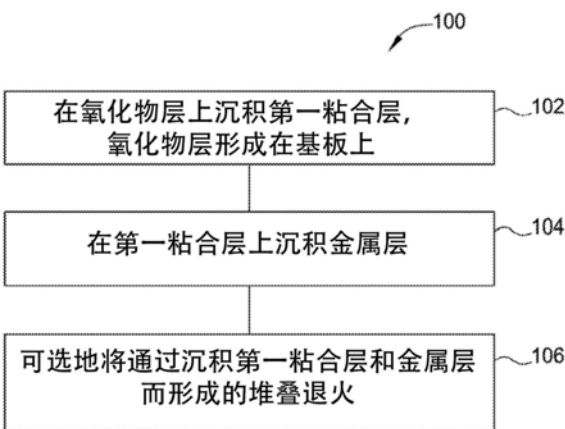 100
在氧化物层上沉积第一粘合层,
氧化物层形成在基板上
102
在第一粘合层上沉积金属层
104
可选地将通过沉积第一粘合层和金属层
而形成的堆叠退火
106